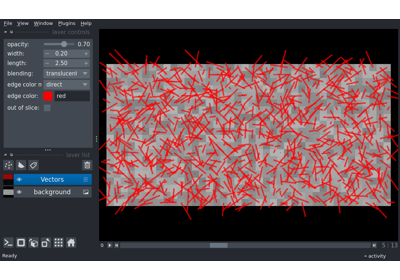 File View Window Plugins Help
layer controls
opacity: 0.70
width: 0.20
length: 2.50
blending: translucent
edge color direct
edge color: red
out of slice:
layer list
Vectors
background
0 5 13
Ready activity